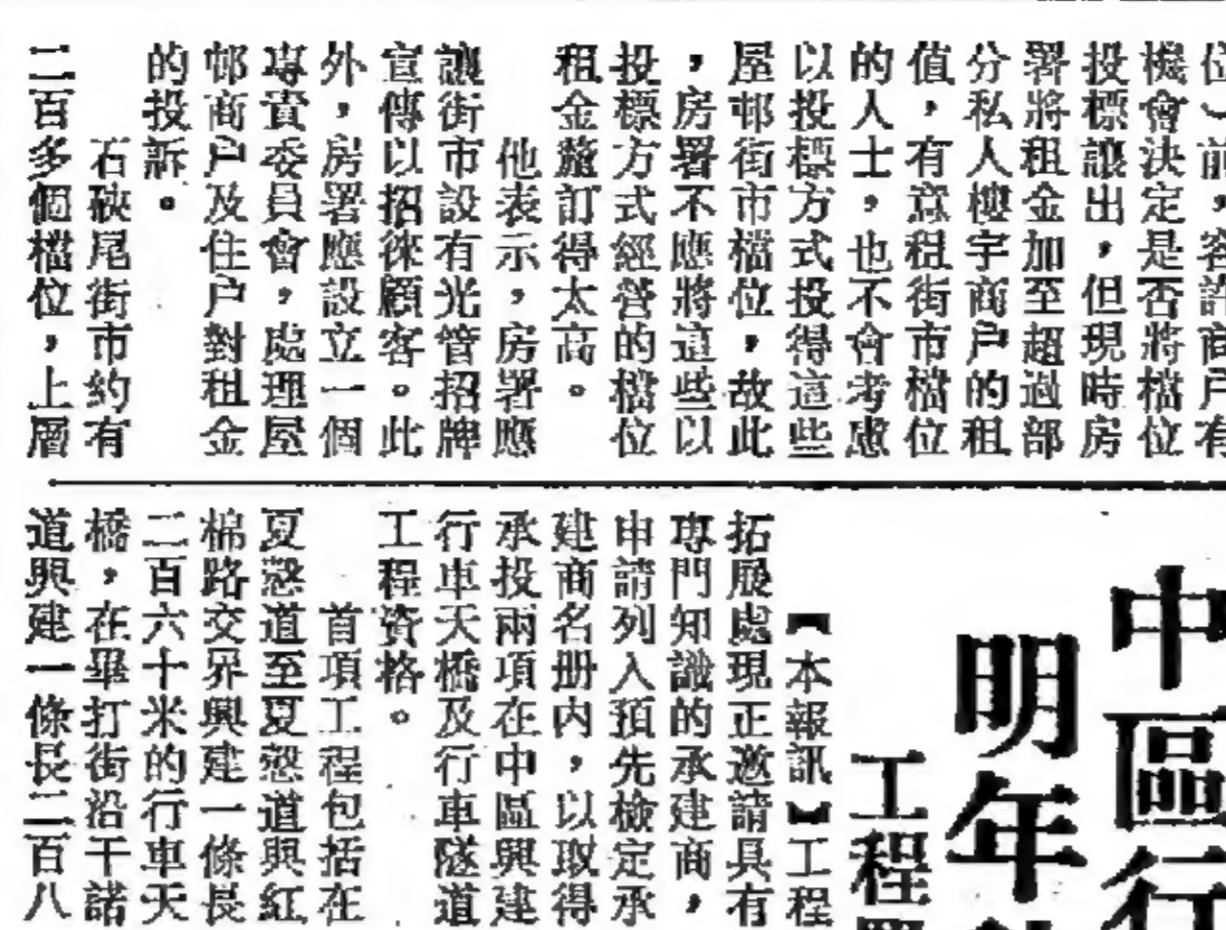 位）前，容許商戶有
機會決定是否將檔位
投標讓出，但現時房
署將租金加至超過部
分私人樓宇商戶的租
值，有意租街市檔位
的人士，也不會考慮
以投標方式投得這些
屋邨街市檔位，故此
，房署不應將這些以
投標方式經營的檔位
租金釐訂得太高。
他表示，房署應
讓街市設有光管招牌
宣傳以招徠顧客。此
外，房署應設立一個
專責委員會，處理屋
邨商戶及住戶對租金
的投訴。
石硤尾街市約有
二百多個檔位，上層
中區行
明年
工程
【本報訊】工程
拓展處現正邀請具有
專門知識的承建商，
申請列入預先檢定承
建商名册內，以取得
承投兩項在中區興建
行車天橋及行車隧道
工程資格。
首項工程包括在
夏慤道至夏慤道與紅
棉路交界興建一條長
二百六十米的行車天
橋，在畢打街沿干諾
道興建一條長二百八